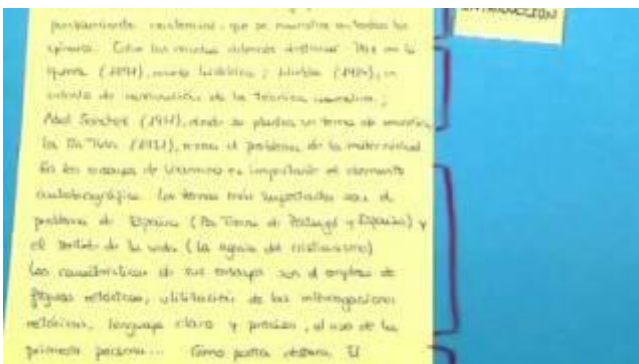 INTRODUCCIÓN
pensamiento existencial que se muestra en todos los
géneros. Entre las novelas debemos destacar Paz en la
guerra (1897), novela histórica; Niebla (1914), un
intento de renovación de la técnica narrativa;
Abel Sánchez (1917), donde se plantea un tema de envidia,
La Tía Tula (1921), el problema de la maternidad
En los ensayos de Unamuno es importante el elemento
autobiográfico. Los temas más importantes son el
problema de España (Por Tierras de Portugal y España) y
el sentido de la vida (La agonía del cristianismo)
Las características de sus ensayos son el empleo de
figuras retóricas, utilización de las interrogaciones
retóricas, lenguaje claro y preciso, el uso de la
primera persona... Como poeta destaca El